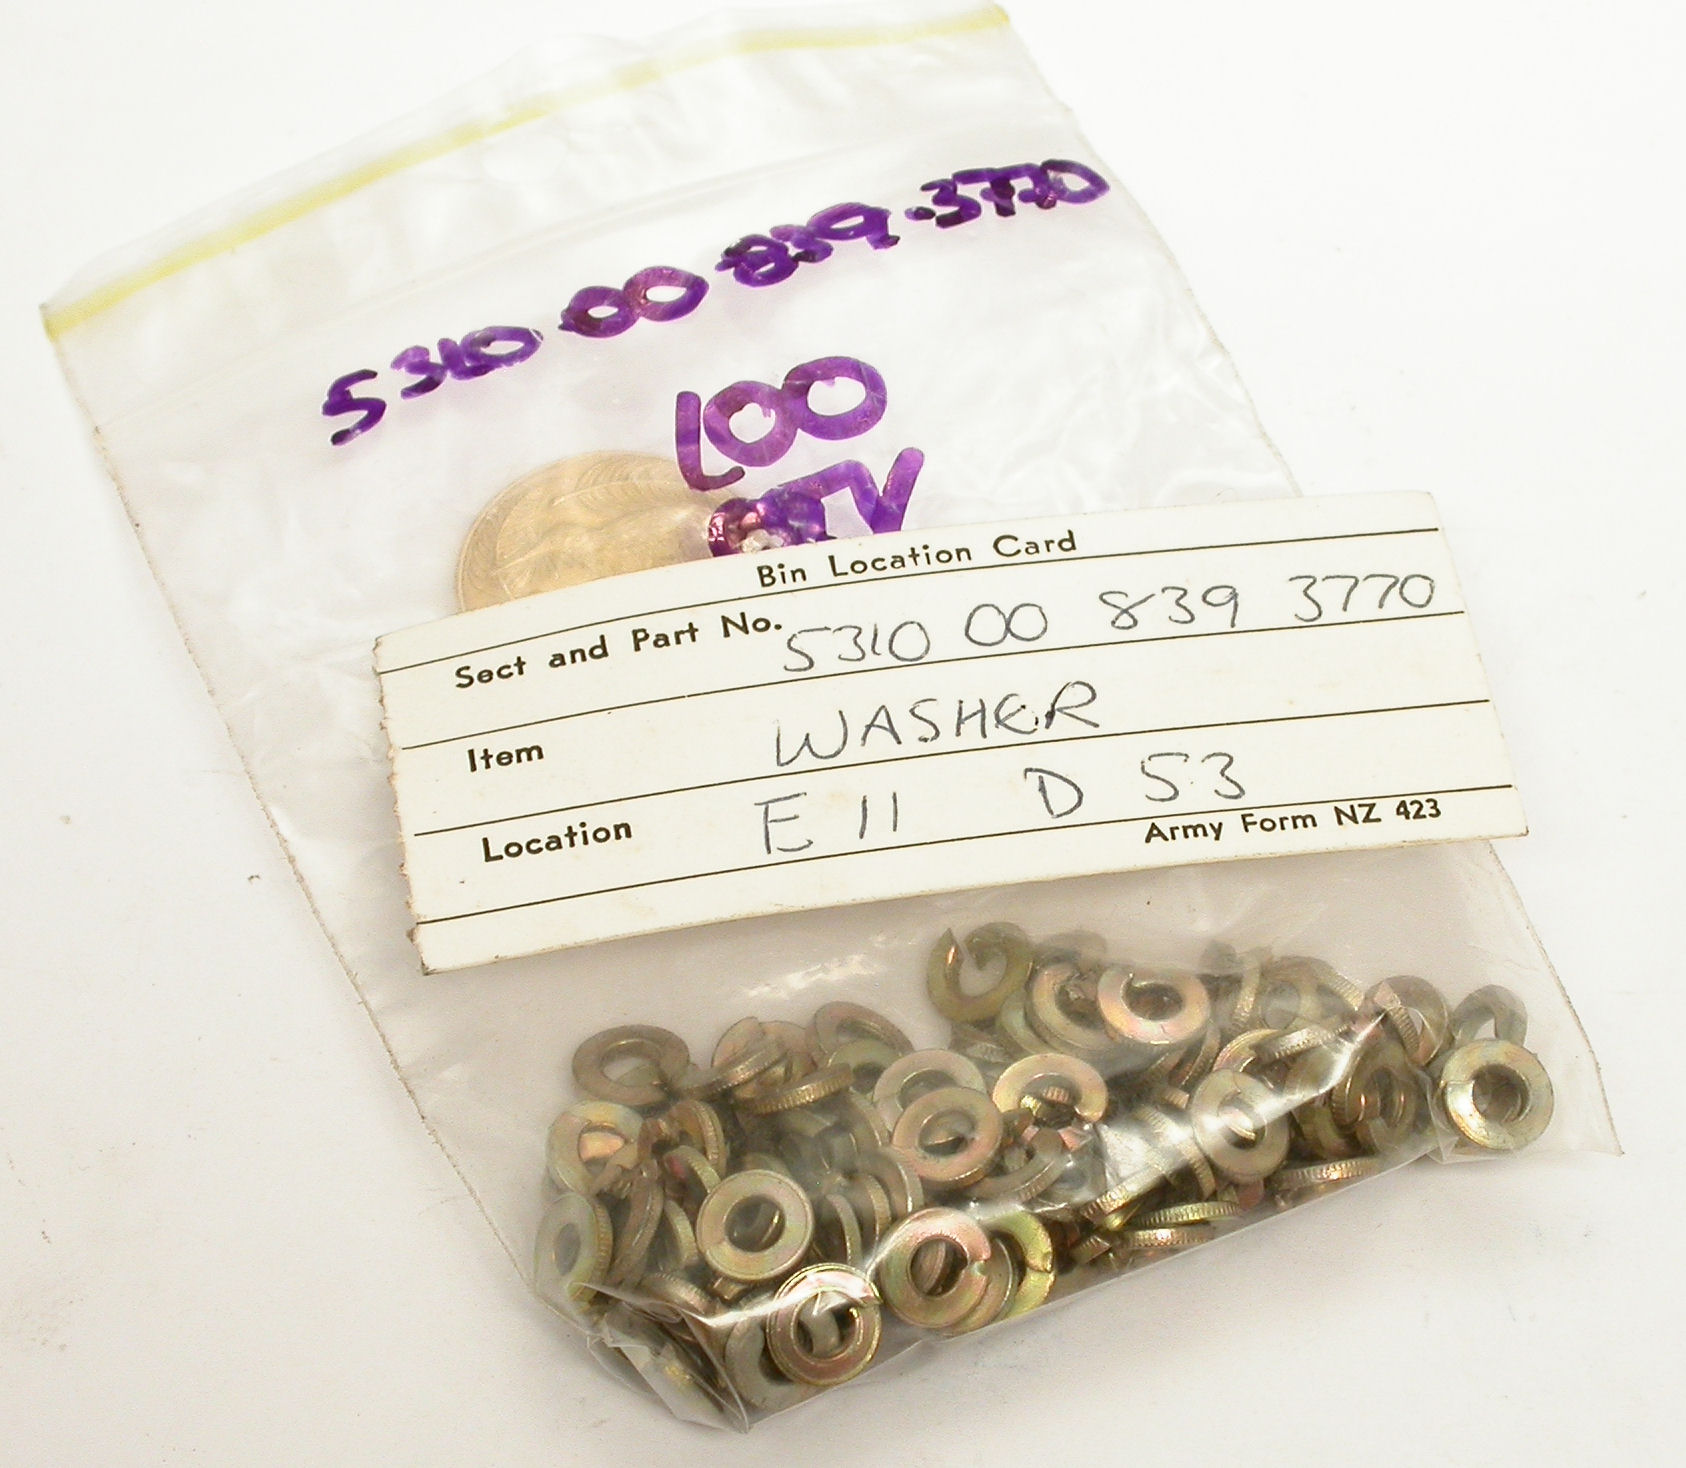 5310 00 839.3770
100
QTY
Bin Location Card
Sect and Part No. 5310 00 839 3770
Item WASHER
Location E 11 D 53
Army Form NZ 423